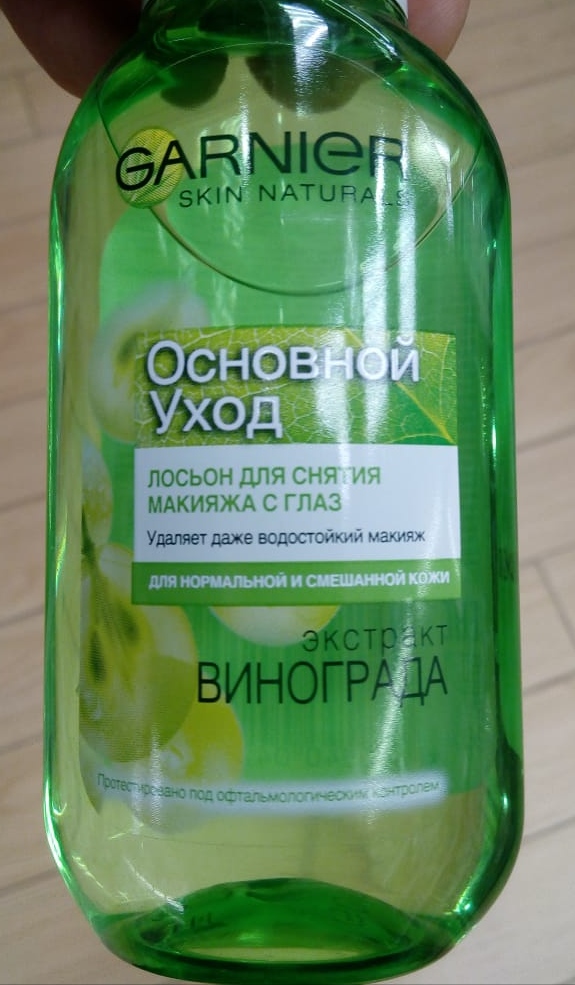 GARNIER
SKIN NATURALS
Основной
Уход
ЛОСЬОН ДЛЯ СНЯТИЯ
МАКИЯЖА С ГЛАЗ
Удаляет даже водостойкий макияж
ДЛЯ НОРМАЛЬНОЙ И СМЕШАННОЙ КОЖИ
экстракт
ВИНОГРАДА
Протестировано под офтальмологическим контролем